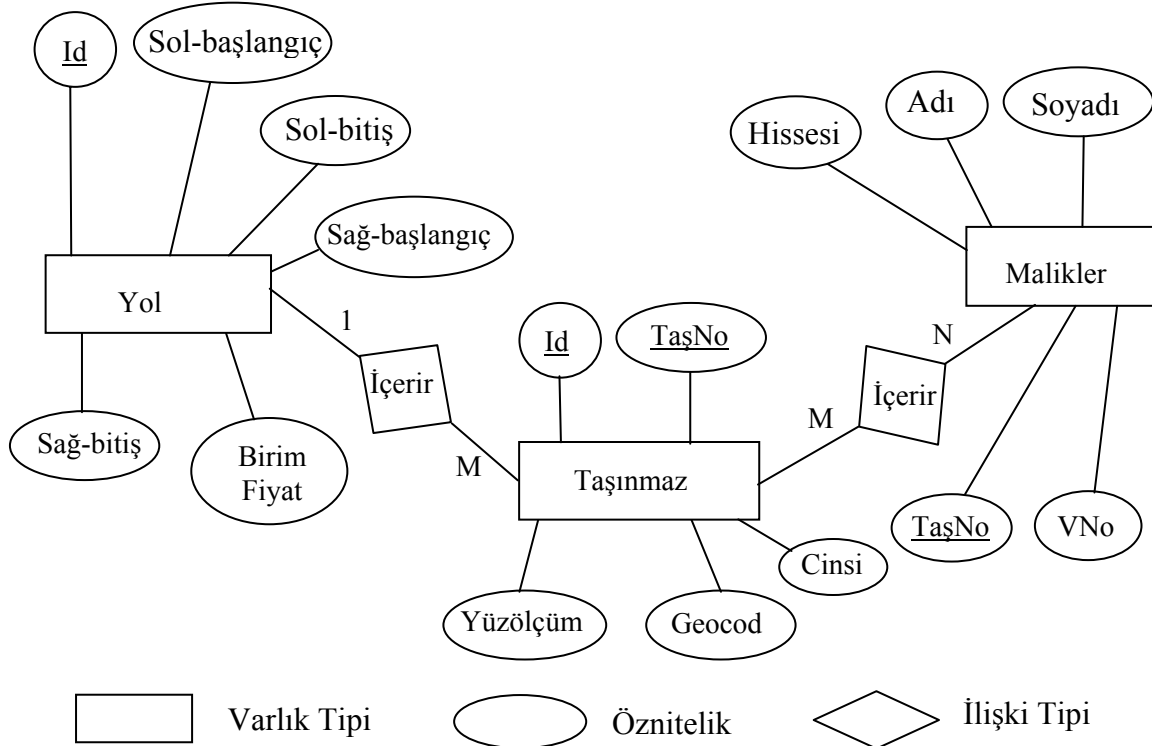 Id
Sol-başlangıç
Sol-bitiş
Sağ-başlangıç
Yol
Sağ-bitiş
Birim
Fiyat
1
İçerir
M
Id
TaşNo
Taşınmaz
Yüzölçüm
Geocod
Cinsi
M
İçerir
N
Hissesi
Adı
Soyadı
Malikler
TaşNo
VNo
Varlık Tipi
Öznitelik
İlişki Tipi